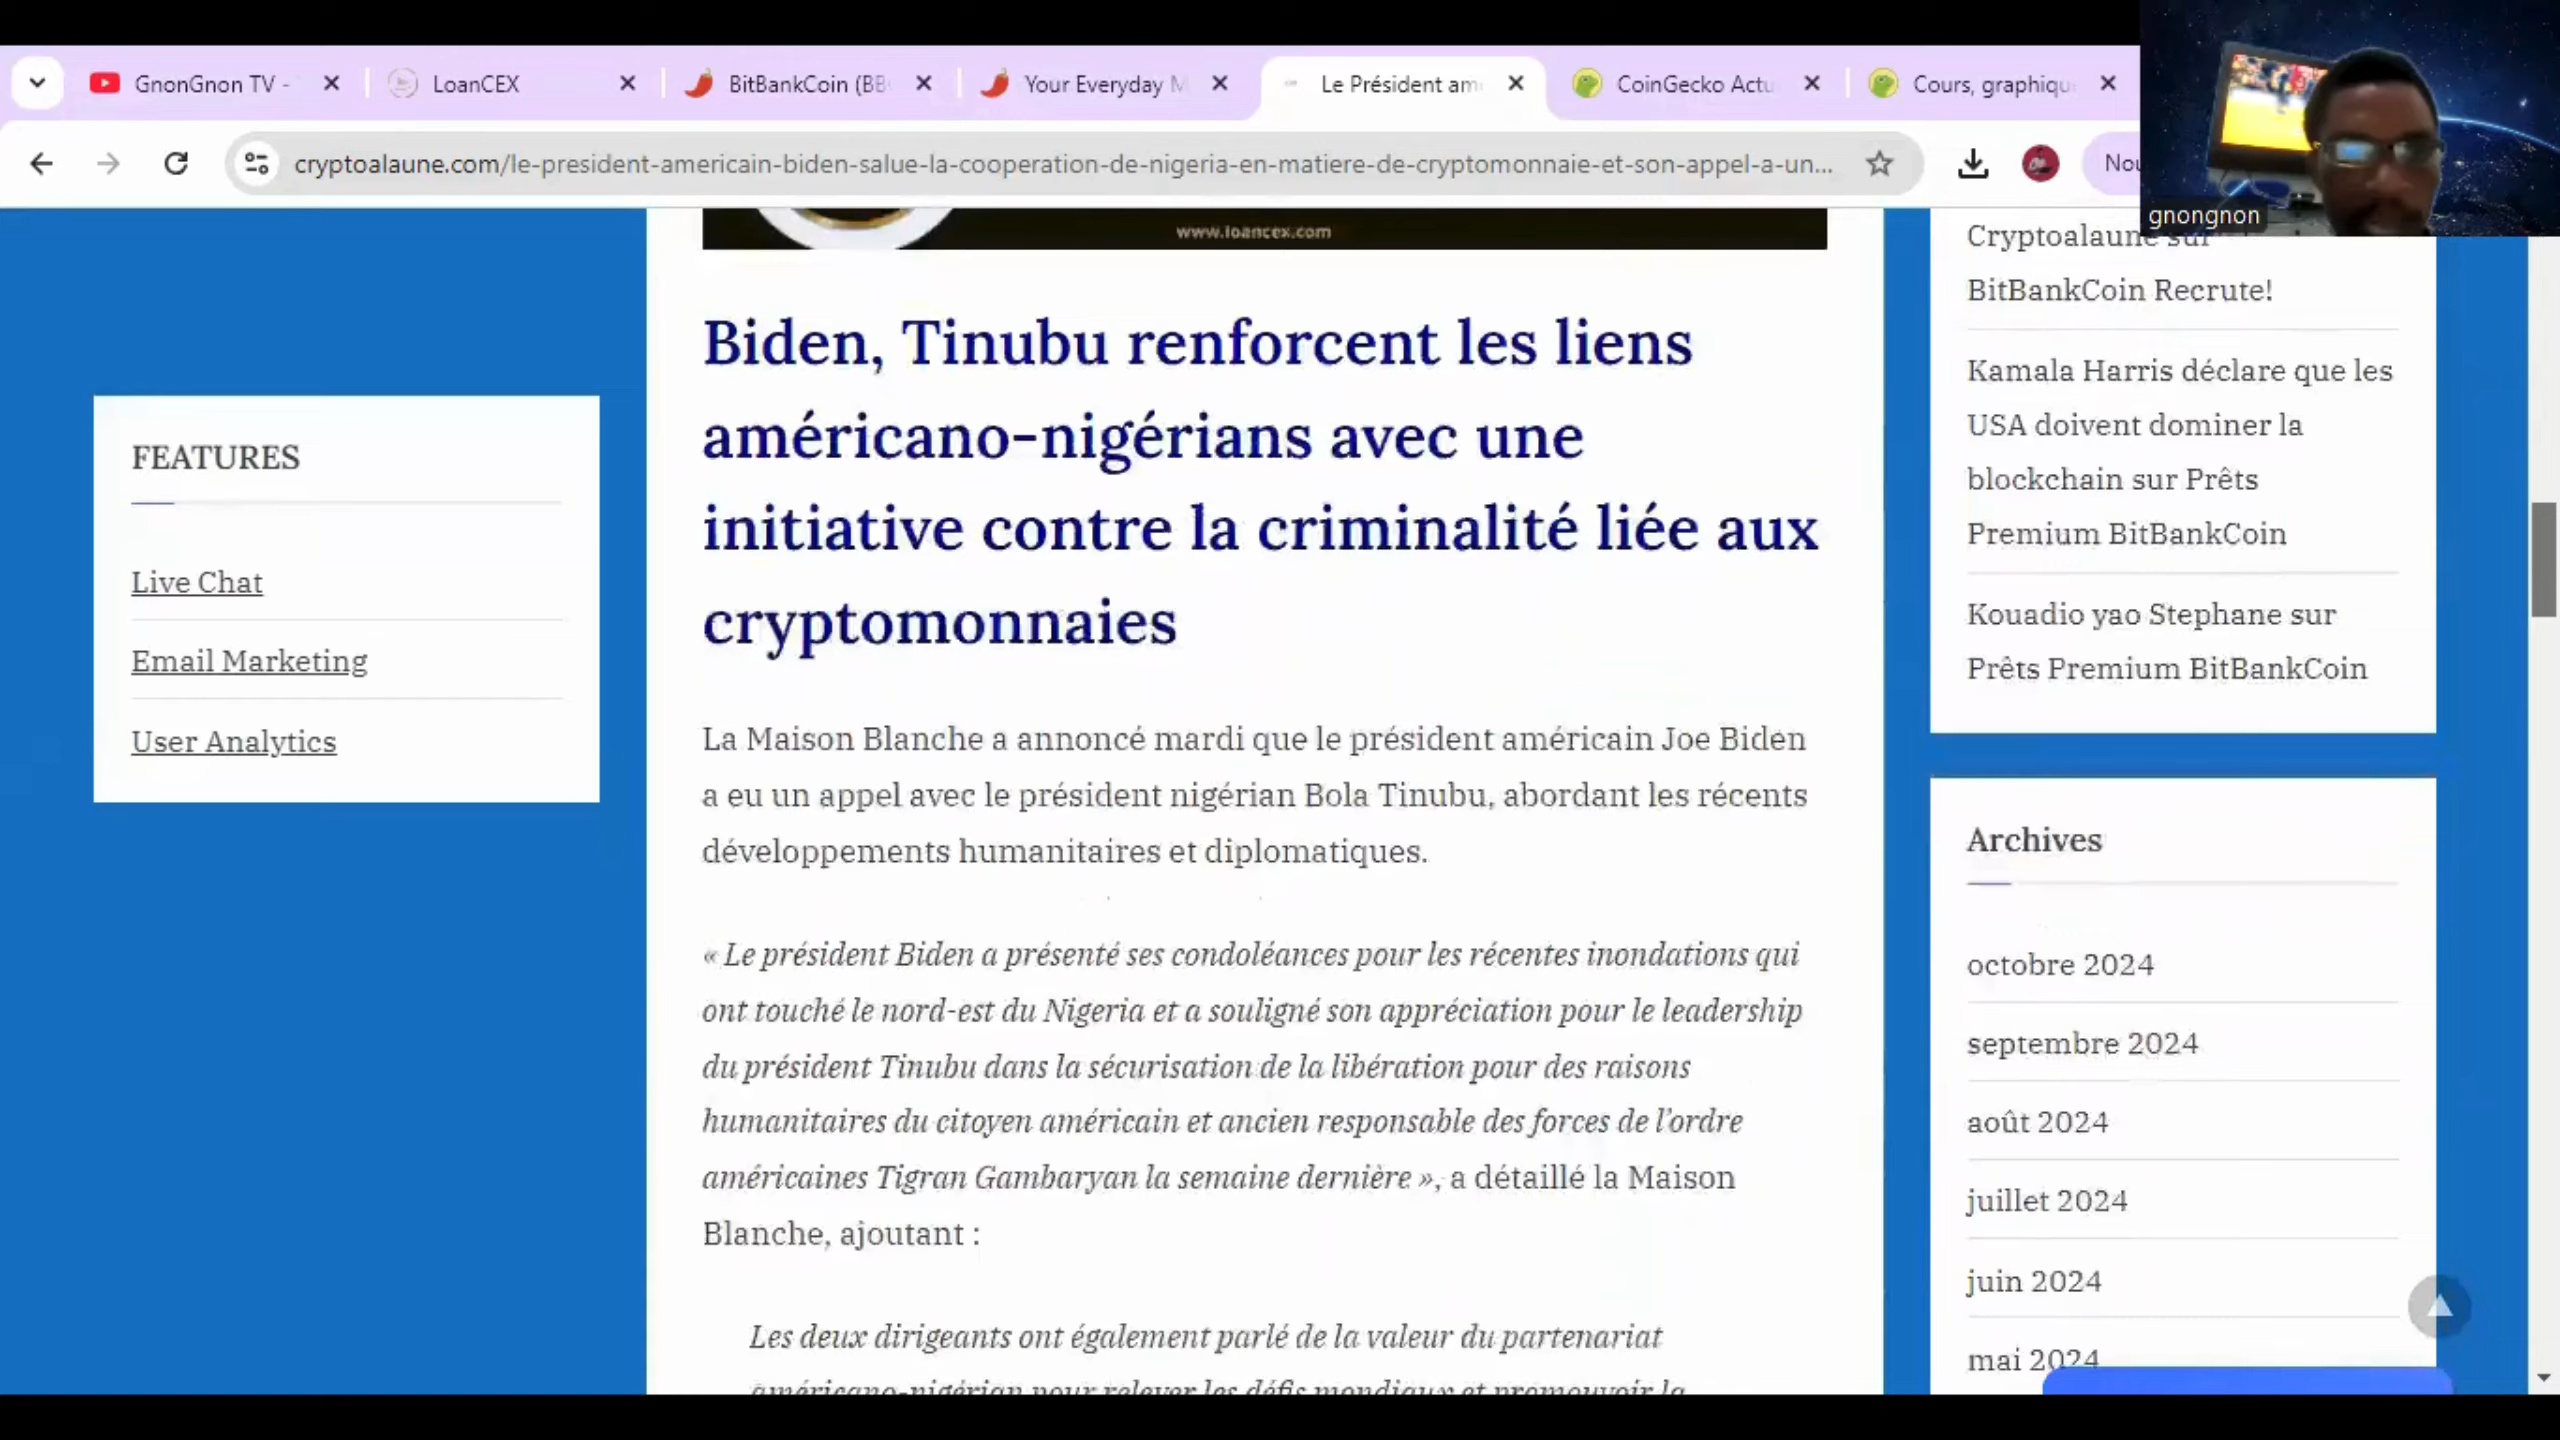 GnonGnon TV -
LoanCEX
BitBankCoin (BB
Your Everyday M
Le Président am
CoinGecko Actu
Cours, graphiqu
cryptoalaune.com/le-president-americain-biden-salue-la-cooperation-de-nigeria-en-matiere-de-cryptomonnaie-et-son-appel-a-un...
Nou
gnongnon
www.loancex.com
FEATURES
Live Chat
Email Marketing
User Analytics
Biden, Tinubu renforcent les liens
américano-nigérians avec une
initiative contre la criminalité liée aux
cryptomonnaies
La Maison Blanche a annoncé mardi que le président américain Joe Biden
a eu un appel avec le président nigérian Bola Tinubu, abordant les récents
développements humanitaires et diplomatiques.
« Le président Biden a présenté ses condoléances pour les récentes inondations qui
ont touché le nord-est du Nigeria et a souligné son appréciation pour le leadership
du président Tinubu dans la sécurisation de la libération pour des raisons
humanitaires du citoyen américain et ancien responsable des forces de l’ordre
américaines Tigran Gambaryan la semaine dernière », a détaillé la Maison
Blanche, ajoutant :
Les deux dirigeants ont également parlé de la valeur du partenariat
américano-nigérian pour relever les défis mondiaux et promouvoir la
Cryptoalaune sur
BitBankCoin Recrute!
Kamala Harris déclare que les
USA doivent dominer la
blockchain sur Prêts
Premium BitBankCoin
Kouadio yao Stephane sur
Prêts Premium BitBankCoin
Archives
octobre 2024
septembre 2024
août 2024
juillet 2024
juin 2024
mai 2024